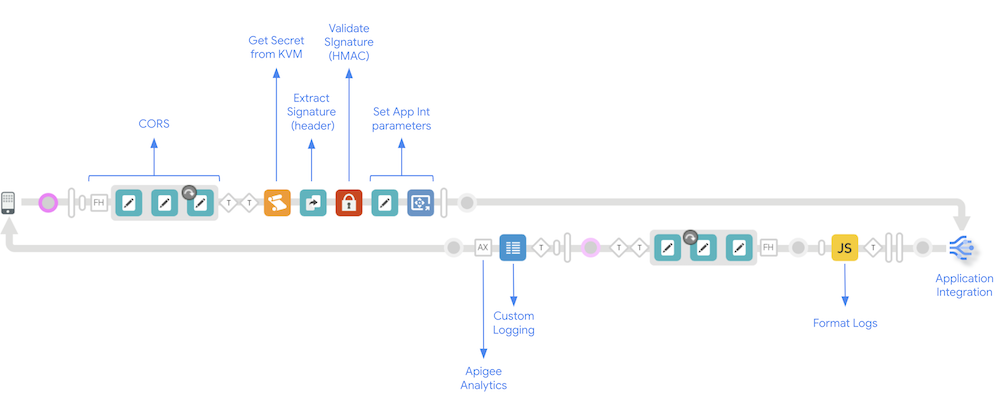 Validate
SIgnature
(HMAC)
Get Secret
from KVM
Extract
Signature
(header)
Set App Int
parameters
CORS
FH
T
T
AX
T
T
T
FH
JS
T
Application
Integration
Custom
Logging
Format Logs
Apigee
Analytics